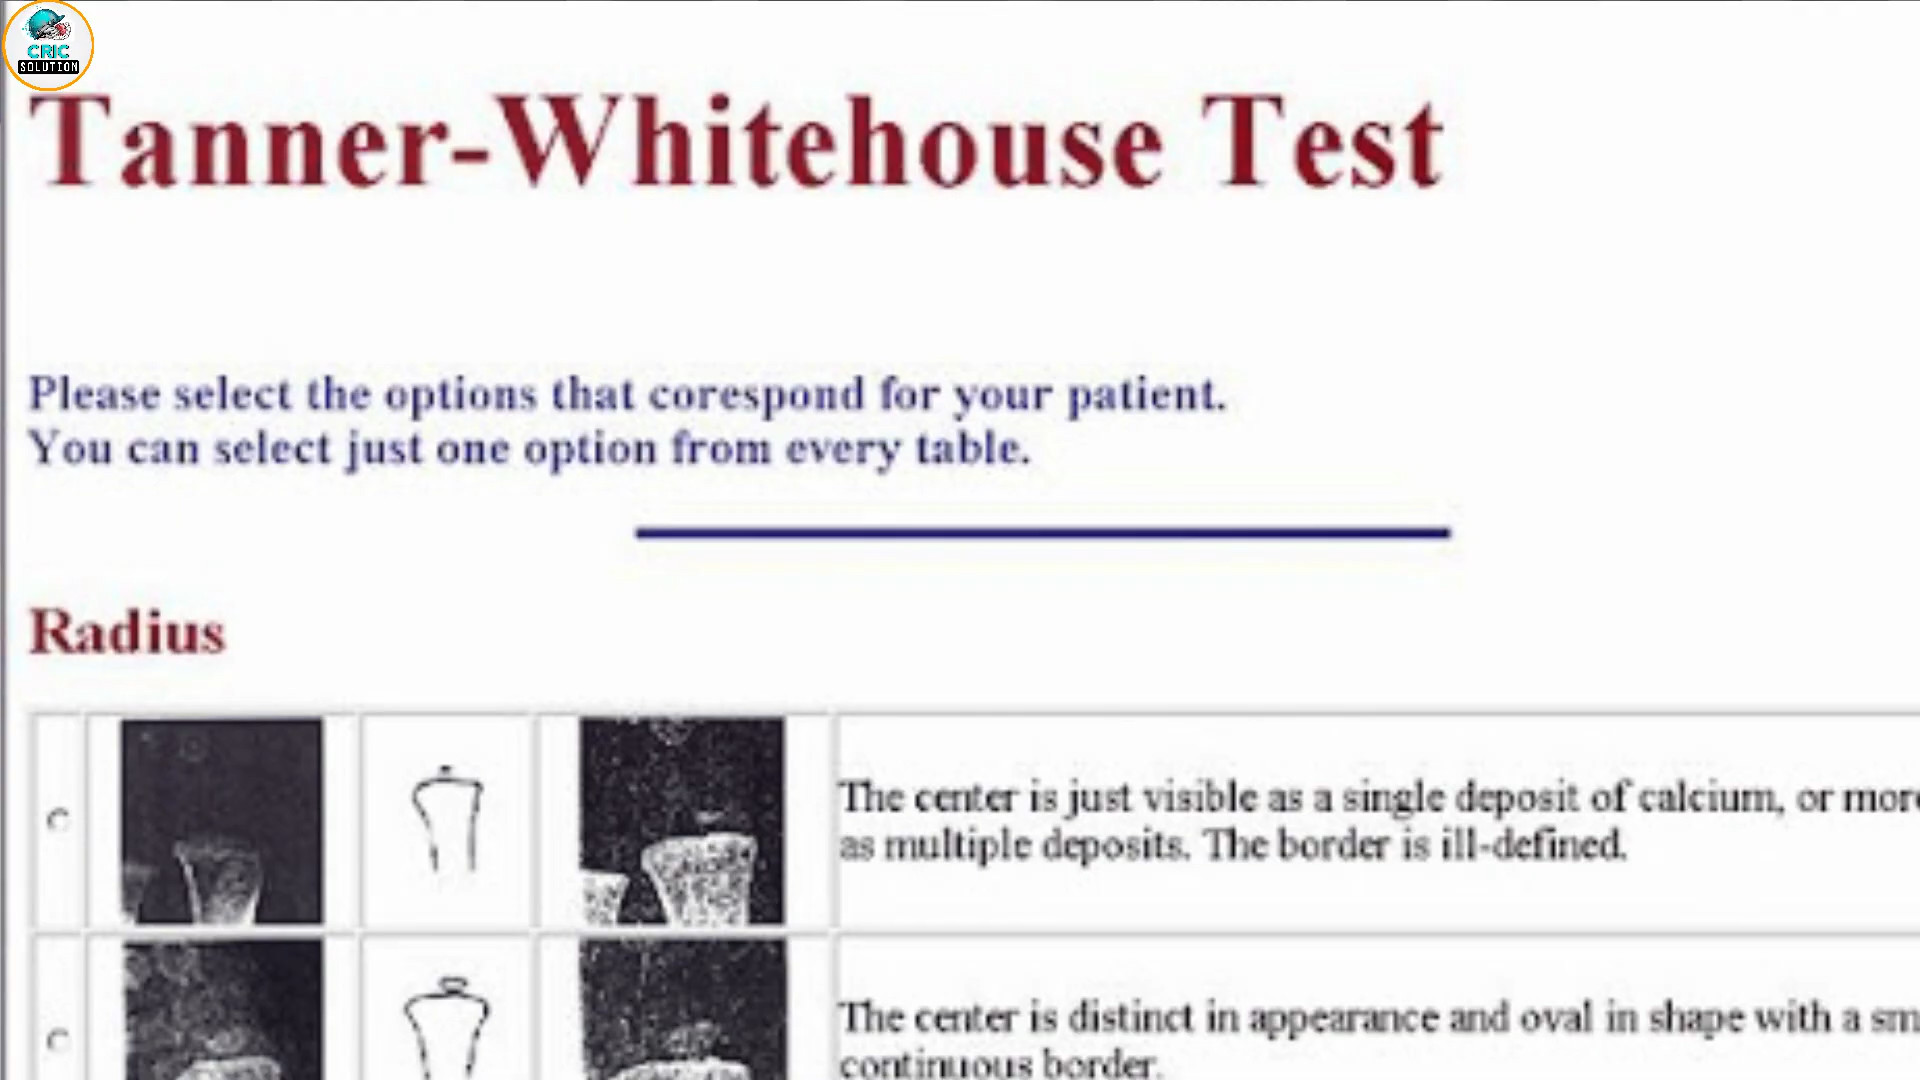 CRIC
SOLUTION
Tanner-Whitehouse Test
Please select the options that corespond for your patient.
You can select just one option from every table.
Radius
The center is just visible as a single deposit of calcium, or more
as multiple deposits. The border is ill-defined.
The center is distinct in appearance and oval in shape with a sm
continuous border.